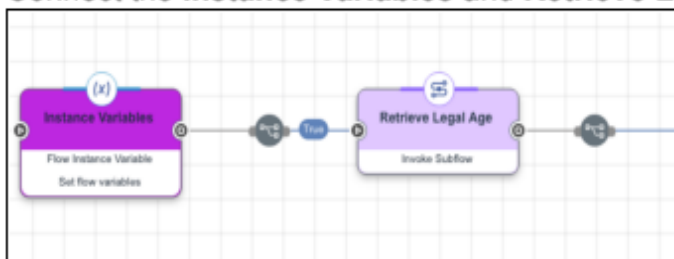 (x)
Instance Variables
Flow Instance Variable
Set flow variables
True
Retrieve Legal Age
Invoke Subflow